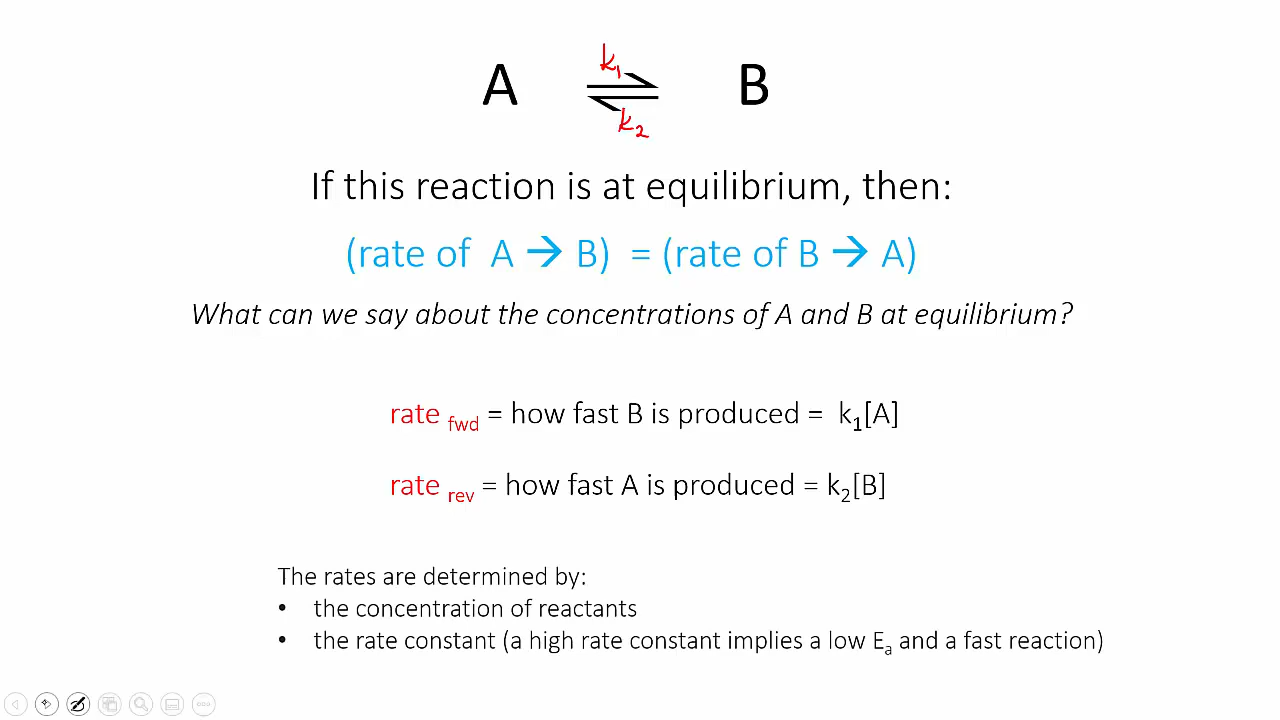 k₁
A ⇌ B
k₂
If this reaction is at equilibrium, then:
(rate of A → B) = (rate of B → A)
What can we say about the concentrations of A and B at equilibrium?
rate fwd = how fast B is produced = k₁[A]
rate rev = how fast A is produced = k₂[B]
The rates are determined by:
• the concentration of reactants
• the rate constant (a high rate constant implies a low Eₐ and a fast reaction)